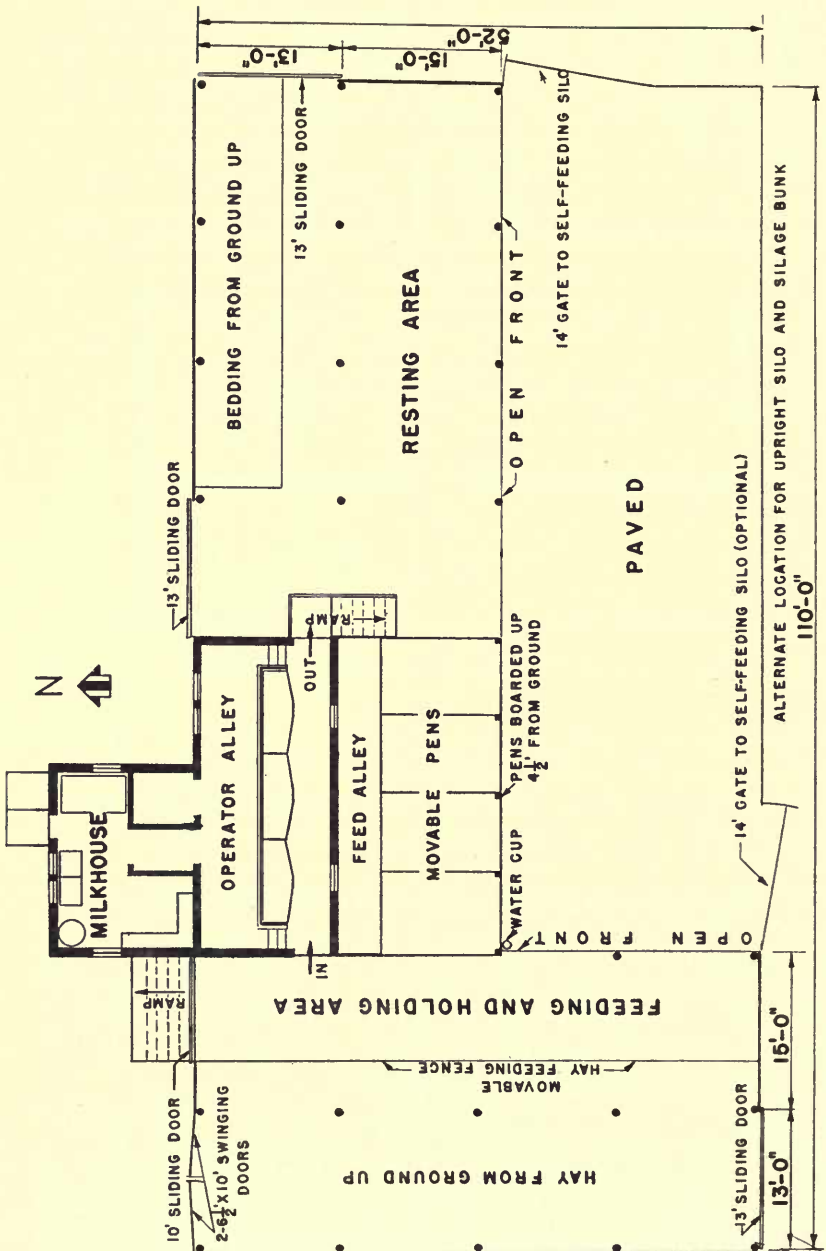 N
MILKHOUSE
RAMP
10' SLIDING DOOR
2-6½' X 10' SWINGING
DOORS
13' SLIDING DOOR
OPERATOR ALLEY
BEDDING FROM GROUND UP
13' SLIDING DOOR
13'-0"
15'-0"
52'-0"
IN
OUT
RAMP
FEED ALLEY
MOVABLE PENS
RESTING AREA
HAY FROM GROUND UP
MOVABLE
HAY FEEDING FENCE
FEEDING AND HOLDING AREA
WATER CUP
PENS BOARDED UP
4½' FROM GROUND
OPEN FRONT
OPEN FRONT
14' GATE TO SELF-FEEDING SILO
PAVED
14' GATE TO SELF-FEEDING SILO (OPTIONAL)
13' SLIDING DOOR
13'-0"
15'-0"
ALTERNATE LOCATION FOR UPRIGHT SILO AND SILAGE BUNK
110'-0"